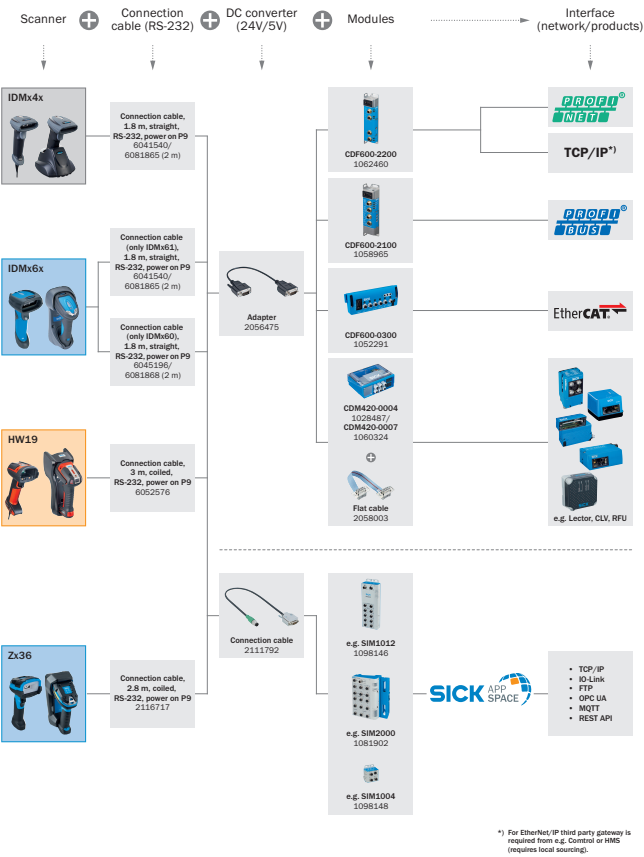 Scanner
Connection
cable (RS-232)
DC converter
(24V/5V)
Modules
Interface
(network/products)
IDMx4x
Connection cable,
1.8 m, straight,
RS-232, power on P9
6041540/
6081865 (2 m)
CDF600-2200
1062460
PROFI®
NET
TCP/IP*)
IDMx6x
Connection cable
(only IDMx61),
1.8 m, straight,
RS-232, power on P9
6041540/
6081865 (2 m)
Connection cable
(only IDMx60),
1.8 m, straight,
RS-232, power on P9
6045196/
6081868 (2 m)
Adapter
2056475
CDF600-2100
1058965
PROFI®
BUS
CDF600-0300
1052291
EtherCAT®
HW19
Connection cable,
3 m, coiled,
RS-232, power on P9
6052576
CDM420-0004
1028487/
CDM420-0007
1060324
Flat cable
2058003
e.g. Lector, CLV, RFU
Zx36
Connection cable,
2.8 m, coiled,
RS-232, power on P9
2116717
Connection cable
2111792
e.g. SIM1012
1098146
e.g. SIM2000
1081902
e.g. SIM1004
1098148
SICK APP
SPACE
• TCP/IP
• IO-Link
• FTP
• OPC UA
• MQTT
• REST API
*) For EtherNet/IP third party gateway is
required from e.g. Comtrol or HMS
(requires local sourcing).